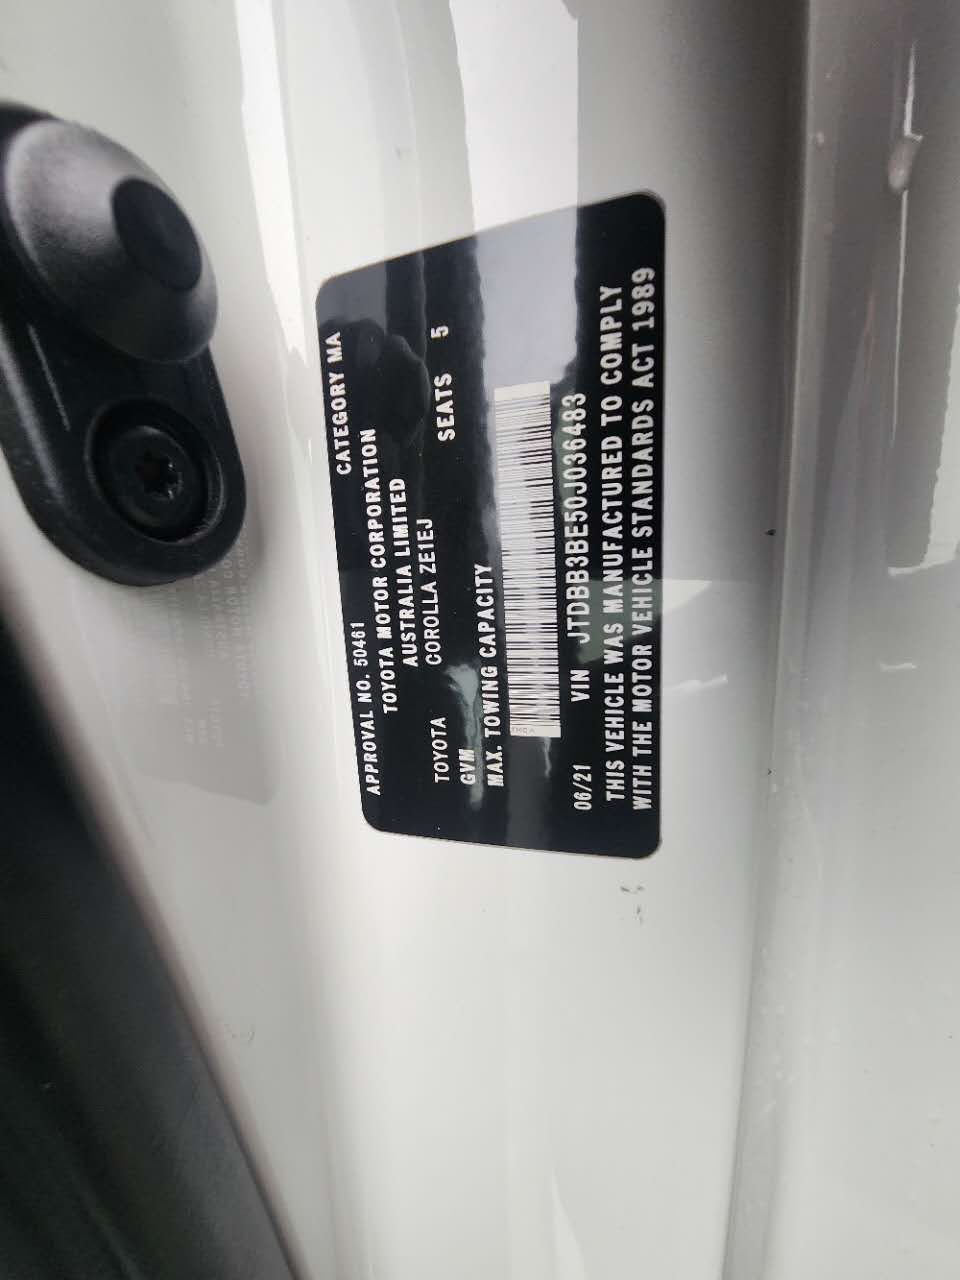 APPROVAL NO. 50461 CATEGORY MA
TOYOTA MOTOR CORPORATION
AUSTRALIA LIMITED
TOYOTA COROLLA ZE1EJ
GVM SEATS 5
MAX. TOWING CAPACITY
TMCA
06/21 VIN JTDBB3BE50J036483
THIS VEHICLE WAS MANUFACTURED TO COMPLY
WITH THE MOTOR VEHICLE STANDARDS ACT 1989